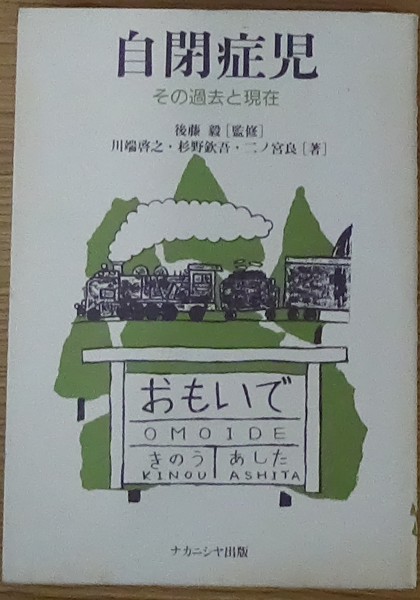 自閉症児
その過去と現在
後藤 毅[監修]
川端啓之・杉野欽吾・二ノ宮良[著]
おもいで
OMOIDE
きのう あした
KINOU ASHITA
ナカニシヤ出版